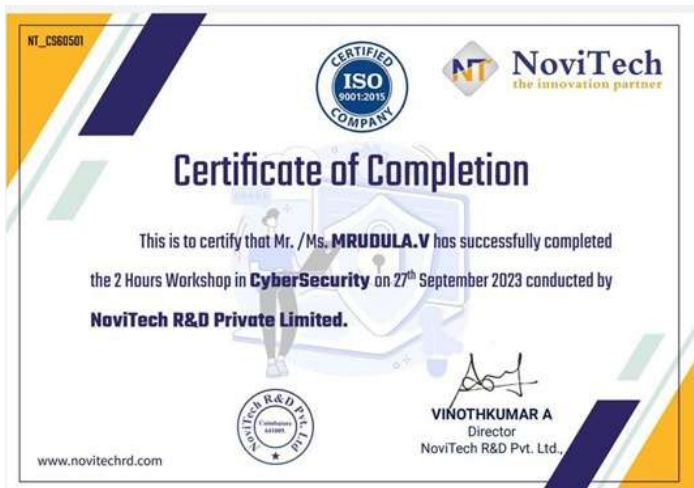 NT_CS60501
CERTIFIED
ISO
9001:2015
COMPANY
NT
NoviTech
the innovation partner
Certificate of Completion
This is to certify that Mr. /Ms. MRUDULA.V has successfully completed
the 2 Hours Workshop in CyberSecurity on 27th September 2023 conducted by
NoviTech R&D Private Limited.
NoviTech R&D Pvt. Ltd
Coimbatore
VINOTHKUMAR A
Director
NoviTech R&D Pvt. Ltd.,
www.novitechrd.com